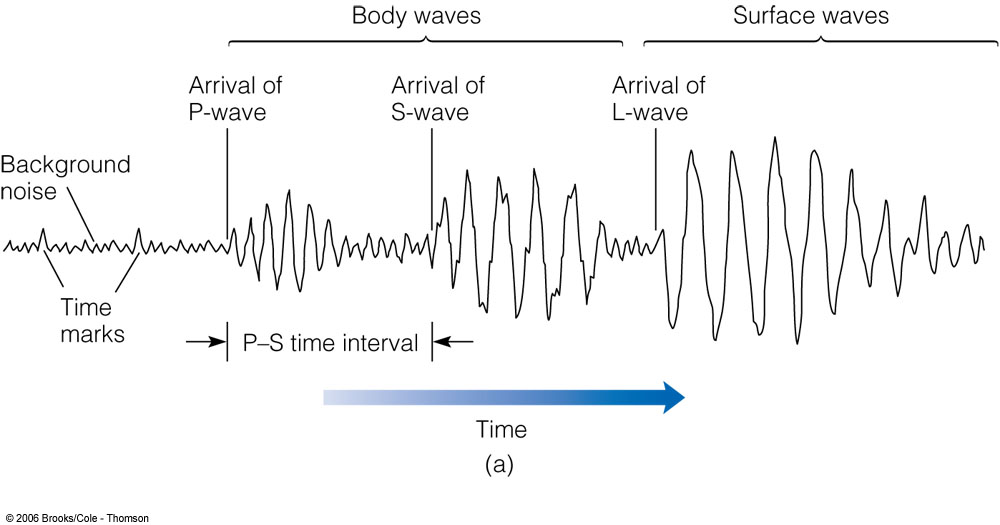 Body waves
Surface waves
Arrival of
P-wave
Arrival of
S-wave
Arrival of
L-wave
Background
noise
Time
marks
P–S time interval
Time
(a)
© 2006 Brooks/Cole - Thomson